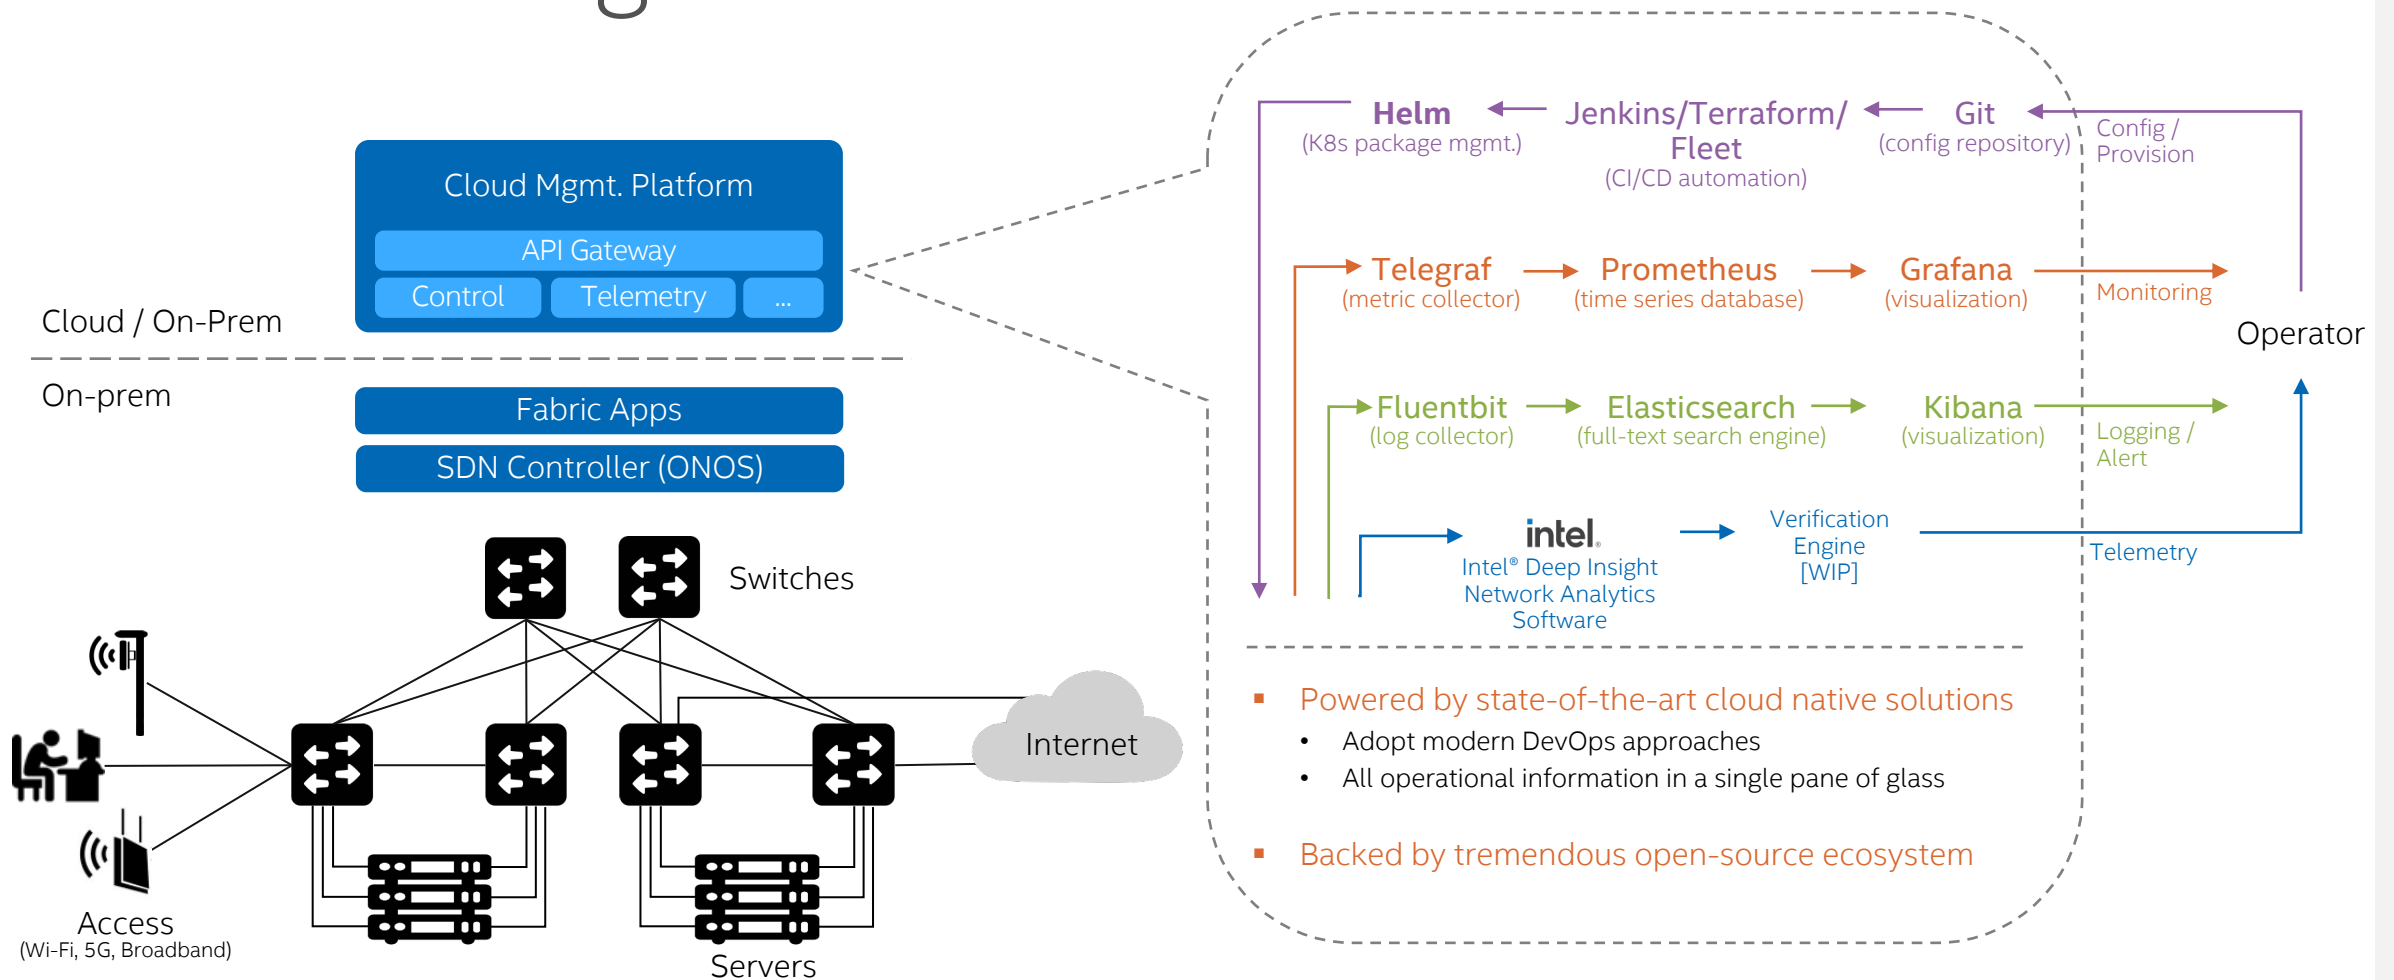 Cloud Mgmt. Platform
API Gateway
Control
Telemetry
...
Cloud / On-Prem
On-prem
Fabric Apps
SDN Controller (ONOS)
Switches
Internet
Access
(Wi-Fi, 5G, Broadband)
Servers
Helm
(K8s package mgmt.)
Jenkins/Terraform/
Fleet
(CI/CD automation)
Git
(config repository)
Config /
Provision
Telegraf
(metric collector)
Prometheus
(time series database)
Grafana
(visualization)
Monitoring
Operator
Fluentbit
(log collector)
Elasticsearch
(full-text search engine)
Kibana
(visualization)
Logging /
Alert
intel.
Intel® Deep Insight
Network Analytics
Software
Verification
Engine
[WIP]
Telemetry
▪ Powered by state-of-the-art cloud native solutions
• Adopt modern DevOps approaches
• All operational information in a single pane of glass
▪ Backed by tremendous open-source ecosystem